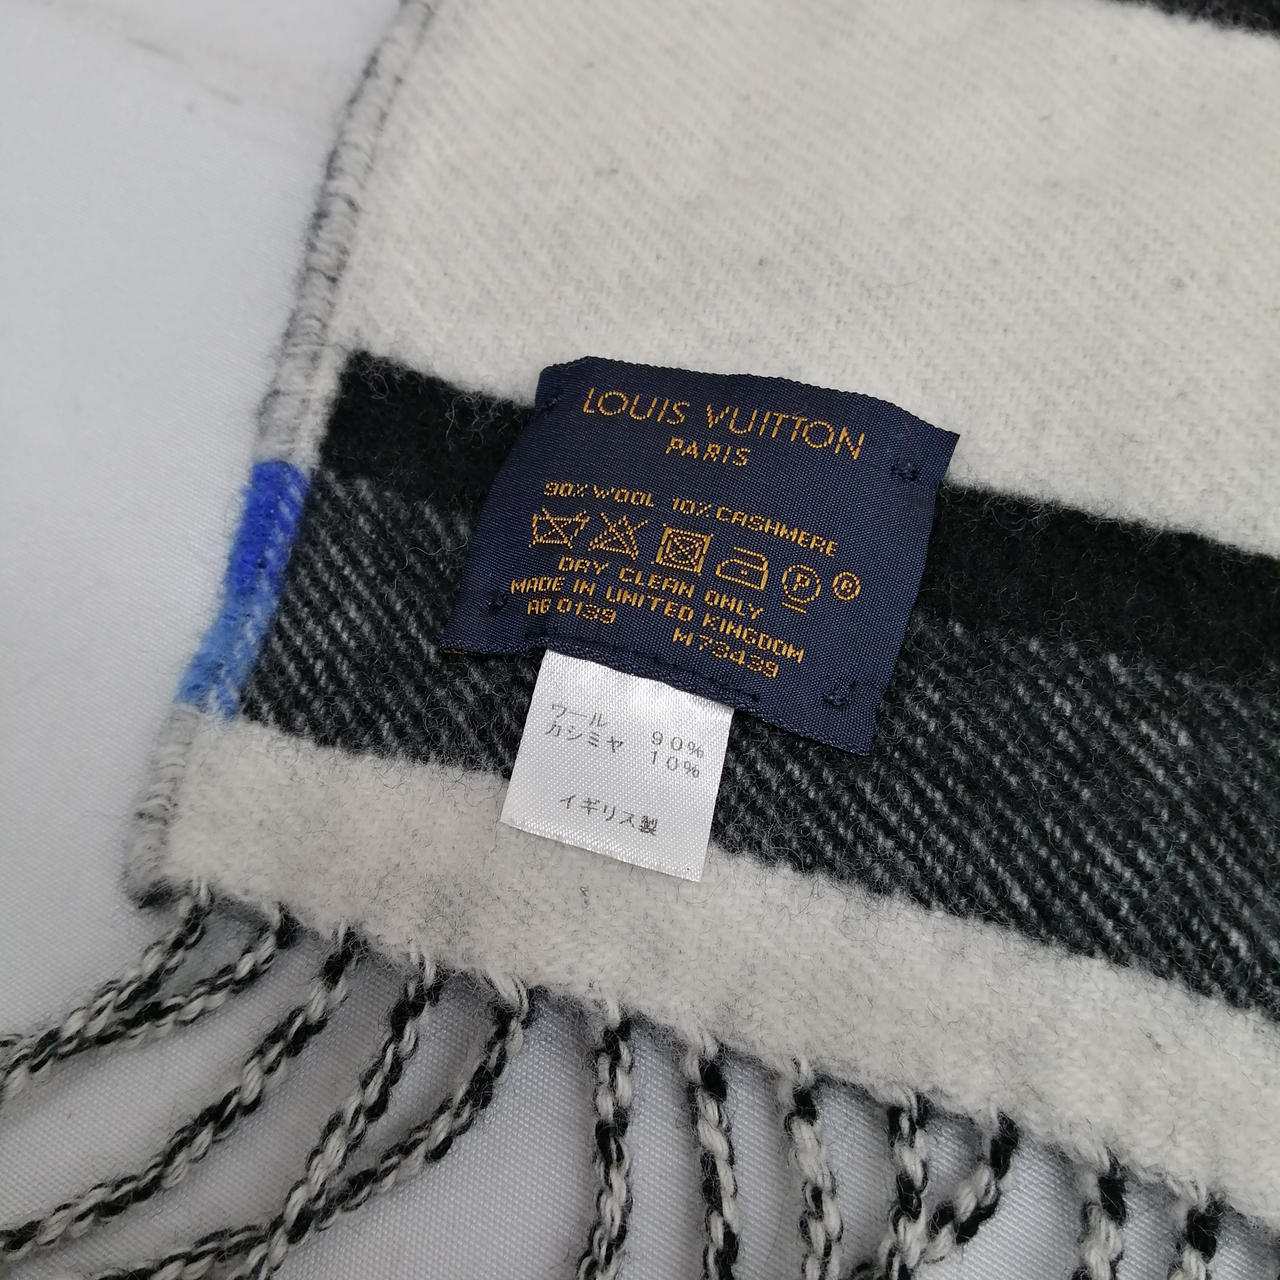 LOUIS VUITTON
PARIS
90% WOOL 10% CASHMERE
P R
DRY CLEAN ONLY
MADE IN UNITED KINGDOM
AG 0139 M73439
ウール 90%
カシミヤ 10%
イギリス製